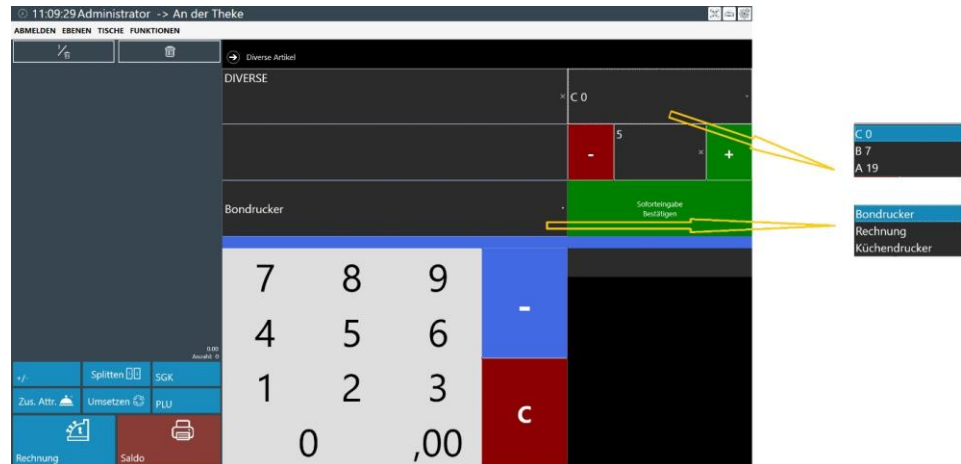 11:09:29 Administrator -> An der Theke
ABMELDEN EBENEN TISCHE FUNKTIONEN
1/
Diverse Artikel
DIVERSE
× C 0
C 0
B 7
A 19
- 5 × +
Bondrucker
Soforteingabe
Bestätigen
Bondrucker
Rechnung
Küchendrucker
7 8 9 -
4 5 6
0.00
Anzahl: 0
+/- Splitten SGK
1 2 3
Zus. Attr. Umsetzen PLU
C
0 ,00
Rechnung Saldo